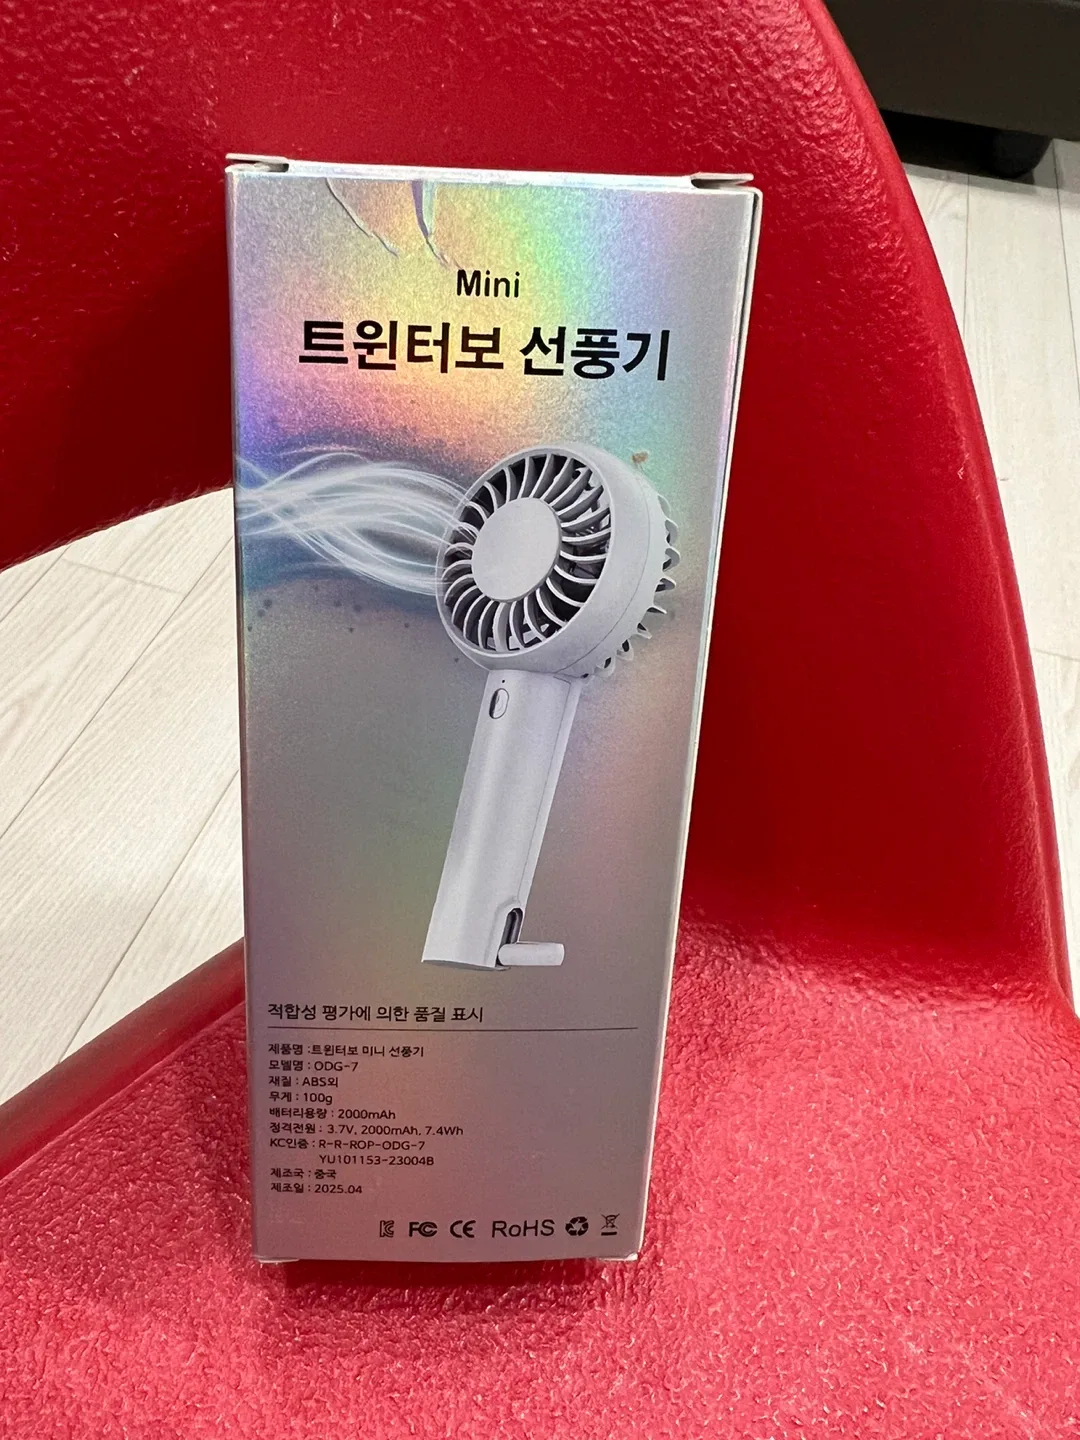 Mini
트윈터보 선풍기
적합성 평가에 의한 품질 표시
제품명 :트윈터보 미니 선풍기
모델명 : ODG-7
재질 : ABS외
무게 : 100g
배터리용량 : 2000mAh
정격전원 : 3.7V, 2000mAh, 7.4Wh
KC인증 : R-R-ROP-ODG-7
YU101153-23004B
제조국 : 중국
제조일 : 2025.04
FC CE RoHS